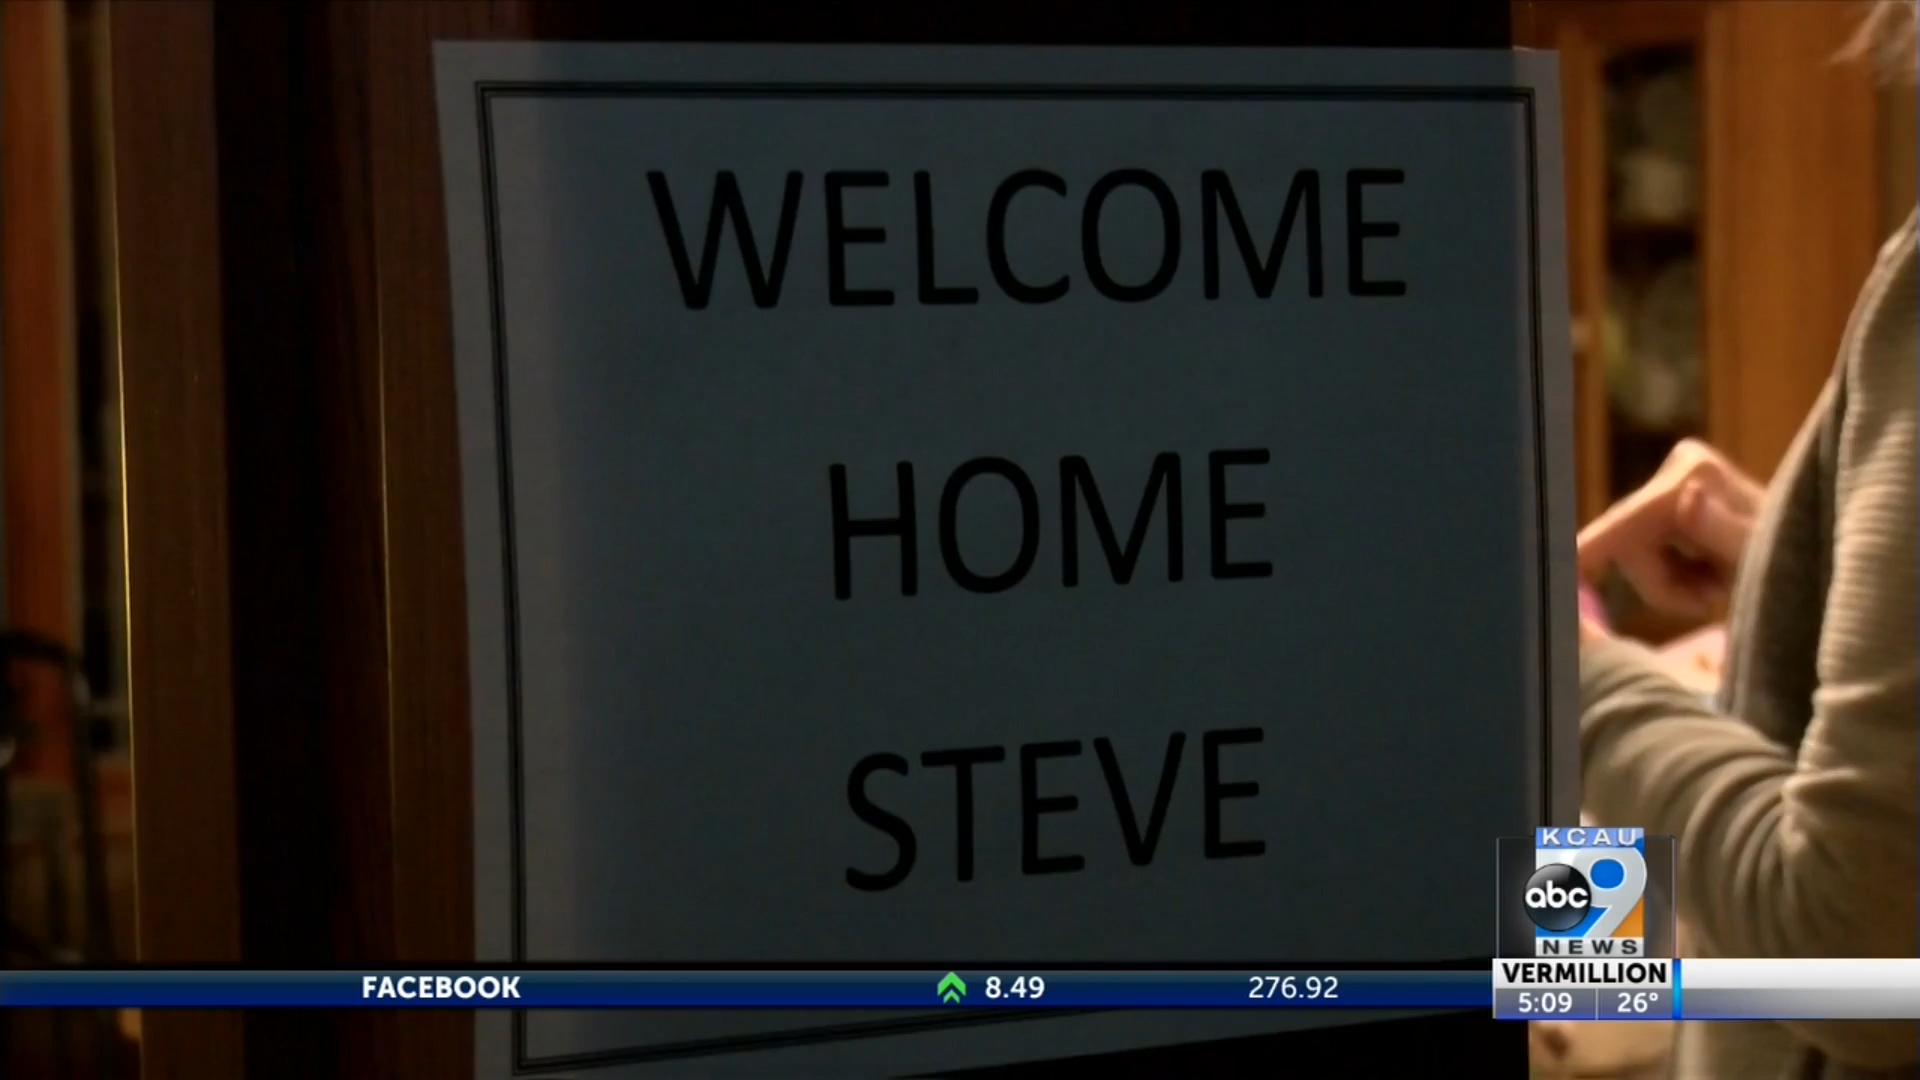 WELCOME
HOME
STEVE
KCAU
abc 9
NEWS
FACEBOOK 8.49 276.92
VERMILLION
5:09 26°